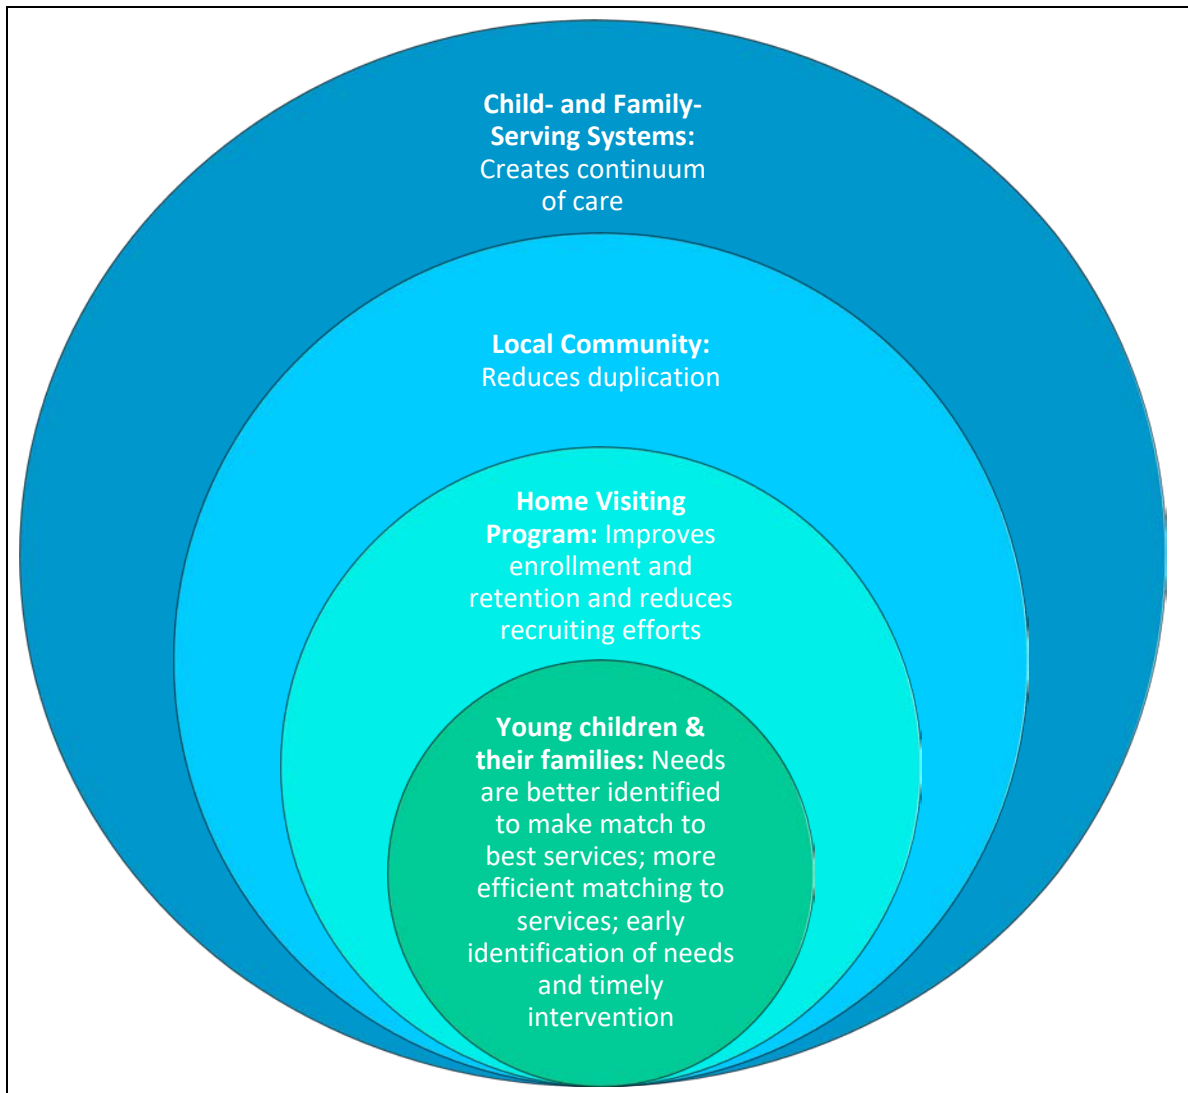 Child- and Family-
Serving Systems:
Creates continuum
of care
Local Community:
Reduces duplication
Home Visiting
Program: Improves
enrollment and
retention and reduces
recruiting efforts
Young children &
their families: Needs
are better identified
to make match to
best services; more
efficient matching to
services; early
identification of needs
and timely
intervention